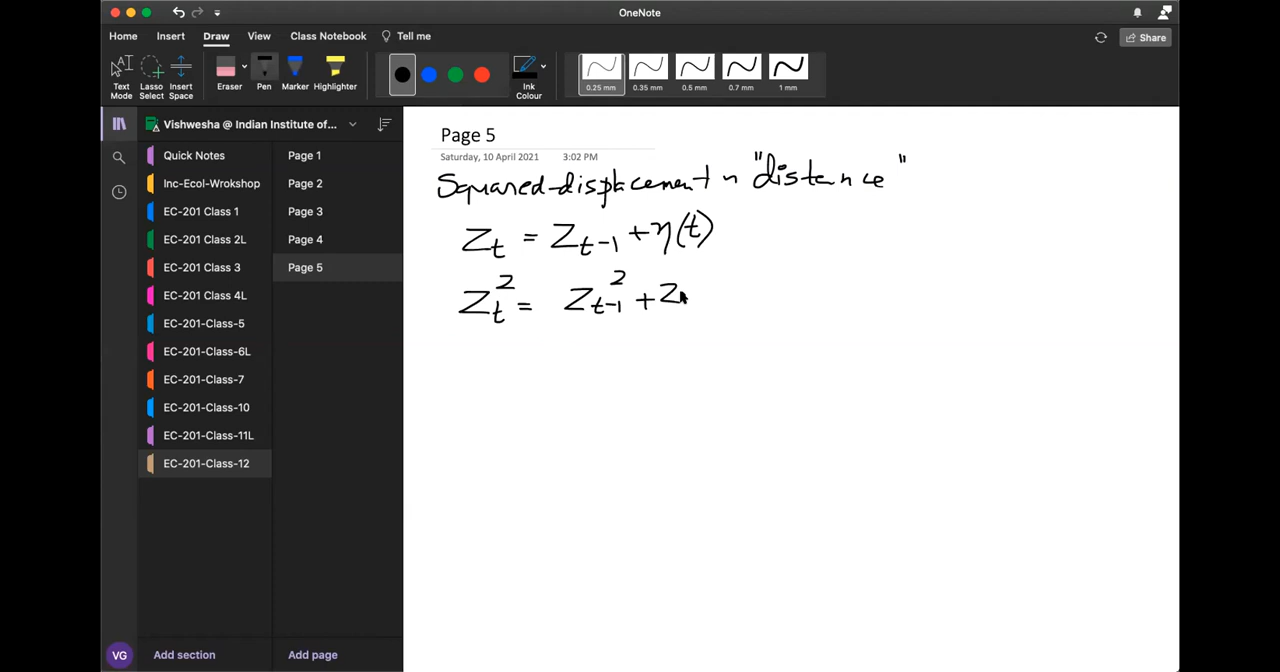 OneNote
Home Insert Draw View Class Notebook Tell me
Share
Text Mode
Lasso Select
Insert Space
Eraser
Pen
Marker
Highlighter
Ink Colour
0.25 mm
0.35 mm
0.5 mm
0.7 mm
1 mm
Vishwesha @ Indian Institute of...
Quick Notes
Inc-Ecol-Wrokshop
EC-201 Class 1
EC-201 Class 2L
EC-201 Class 3
EC-201 Class 4L
EC-201-Class-5
EC-201-Class-6L
EC-201-Class-7
EC-201-Class-10
EC-201-Class-11L
EC-201-Class-12
VG
Add section
Page 1
Page 2
Page 3
Page 4
Page 5
Add page
Page 5
Saturday, 10 April 2021 3:02 PM
Squared-displacement ~ "distance"
Z_t = Z_{t-1} + η(t)
Z_t^2 = Z_{t-1}^2 + 2